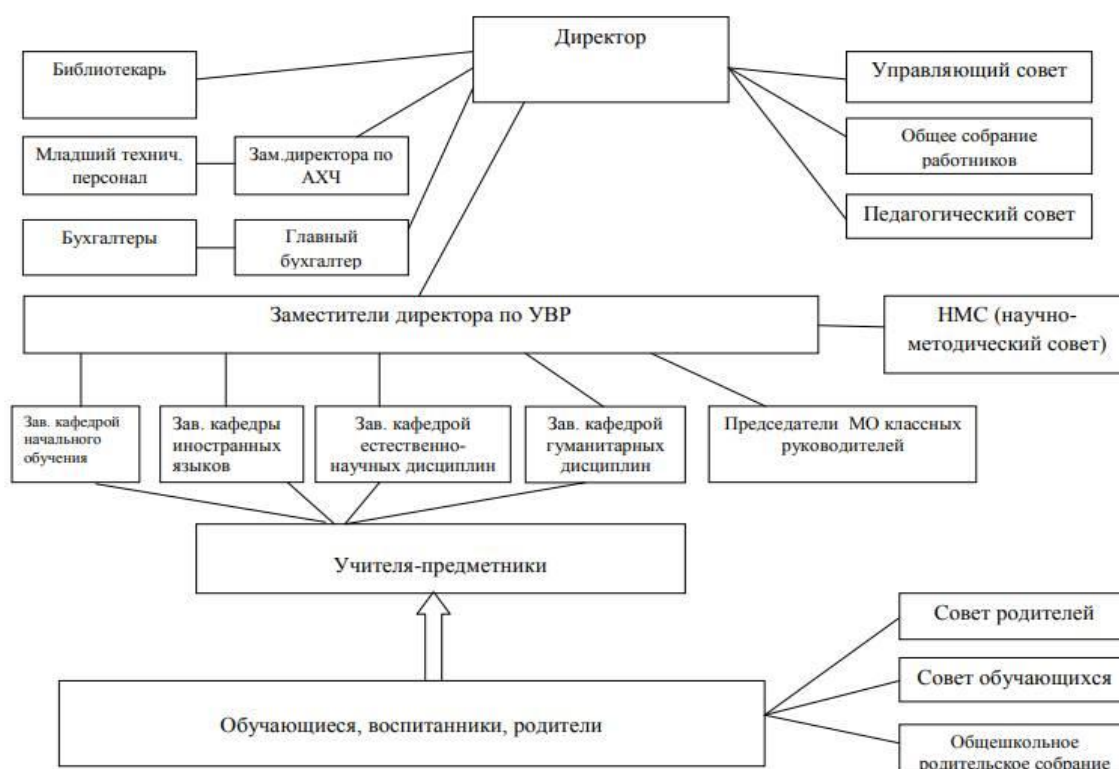 Директор
Библиотекарь
Управляющий совет
Младший технич.
персонал
Зам.директора по
АХЧ
Общее собрание
работников
Педагогический совет
Бухгалтеры
Главный
бухгалтер
Заместители директора по УВР
НМС (научно-
методический совет)
Зав. кафедрой
начального
обучения
Зав. кафедры
иностранных
языков
Зав. кафедрой
естественно-
научных дисциплин
Зав. кафедрой
гуманитарных
дисциплин
Председатели МО классных
руководителей
Учителя-предметники
Совет родителей
Совет обучающихся
Обучающиеся, воспитанники, родители
Общешкольное
родительское собрание